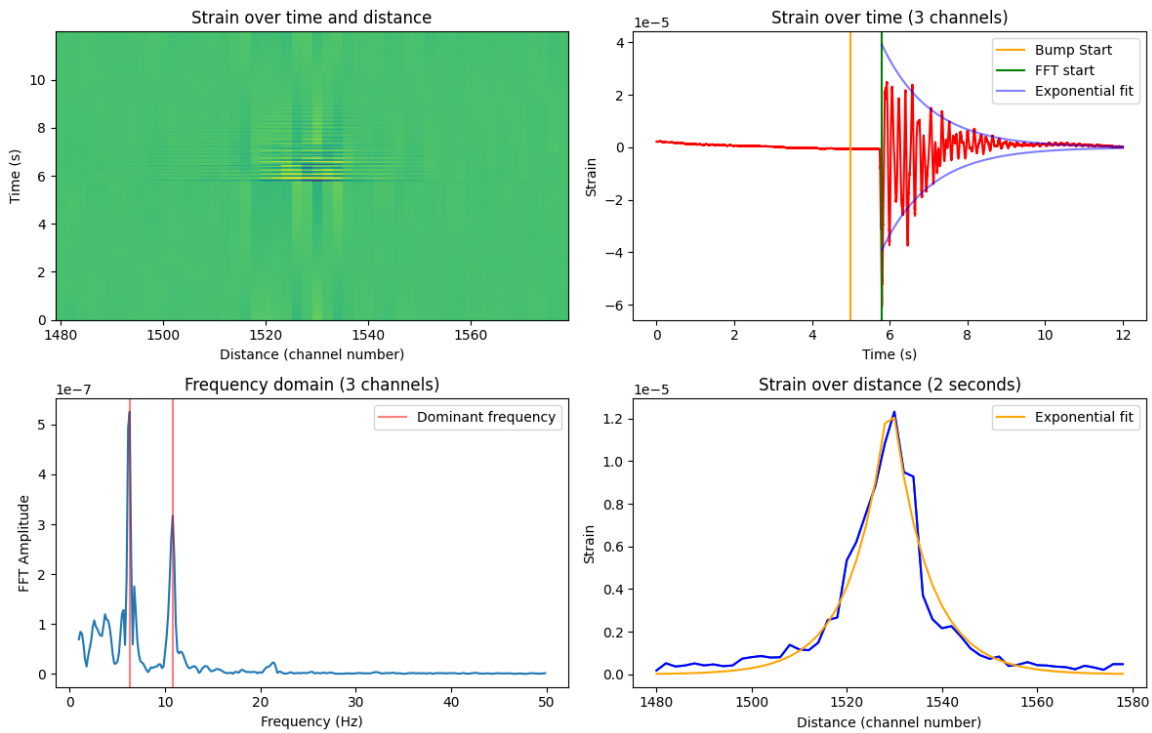 Strain over time and distance
Time (s)
10
8
6
4
2
0
1480
1500
1520
1540
1560
Distance (channel number)
Strain over time (3 channels)
1e−5
Strain
4
2
0
−2
−4
−6
Bump Start
FFT start
Exponential fit
0
2
4
6
8
10
12
Time (s)
Frequency domain (3 channels)
1e−7
FFT Amplitude
5
4
3
2
1
0
Dominant frequency
0
10
20
30
40
50
Frequency (Hz)
Strain over distance (2 seconds)
1e−5
Strain
1.2
1.0
0.8
0.6
0.4
0.2
0.0
Exponential fit
1480
1500
1520
1540
1560
1580
Distance (channel number)